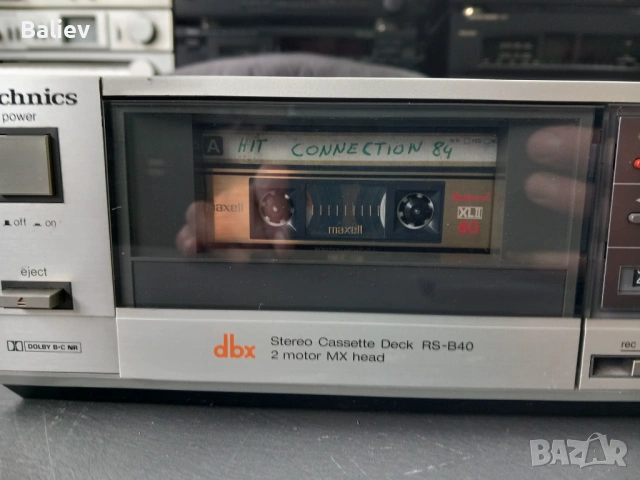 Baliev
chnics
power
off on
eject
DOLBY B-C NR
A HIT CONNECTION 84
maxell
maxell
XLII
dbx Stereo Cassette Deck RS-B40
2 motor MX head
rec
BAZAR